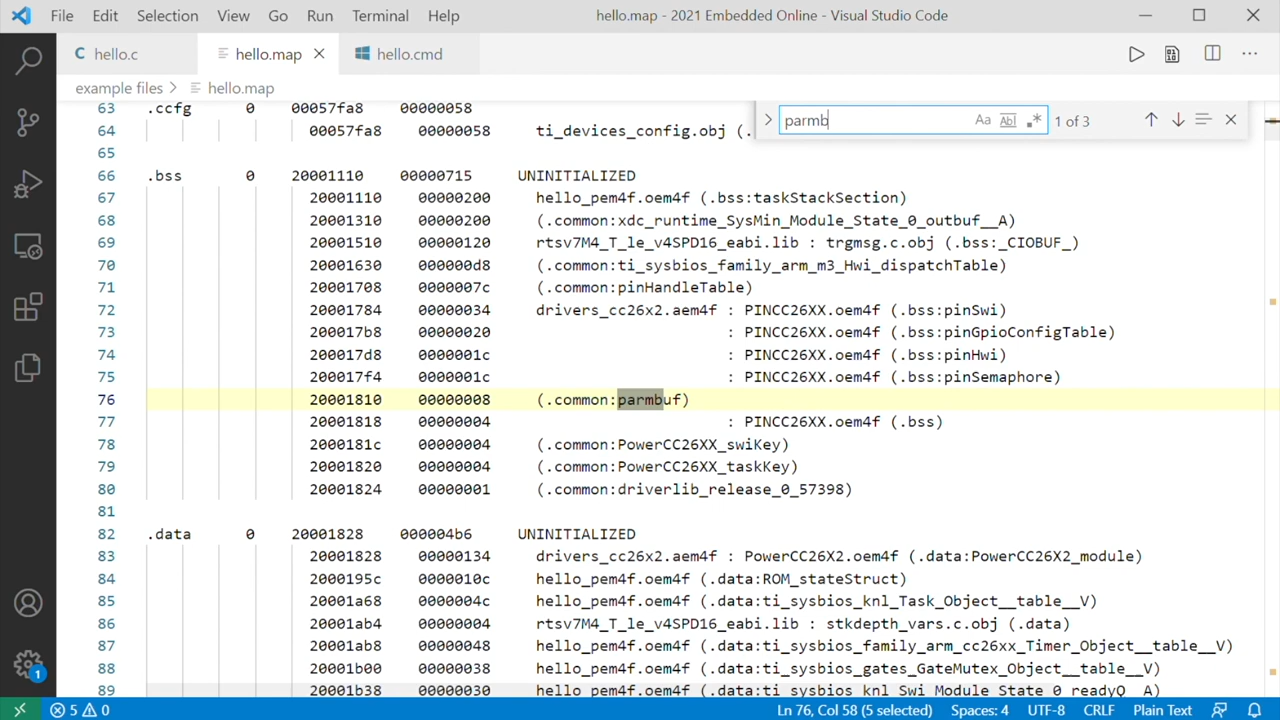 File Edit Selection View Go Run Terminal Help hello.map - 2021 Embedded Online - Visual Studio Code
C hello.c hello.map hello.cmd
example files > hello.map
parmb Aa Abl .* 1 of 3
63 .ccfg 0 00057fa8 00000058
64 00057fa8 00000058 ti_devices_config.obj (.
65
66 .bss 0 20001110 00000715 UNINITIALIZED
67 20001110 00000200 hello_pem4f.oem4f (.bss:taskStackSection)
68 20001310 00000200 (.common:xdc_runtime_SysMin_Module_State_0_outbuf__A)
69 20001510 00000120 rtsv7M4_T_le_v4SPD16_eabi.lib : trgmsg.c.obj (.bss:_CIOBUF_)
70 20001630 000000d8 (.common:ti_sysbios_family_arm_m3_Hwi_dispatchTable)
71 20001708 0000007c (.common:pinHandleTable)
72 20001784 00000034 drivers_cc26x2.aem4f : PINCC26XX.oem4f (.bss:pinSwi)
73 200017b8 00000020 : PINCC26XX.oem4f (.bss:pinGpioConfigTable)
74 200017d8 0000001c : PINCC26XX.oem4f (.bss:pinHwi)
75 200017f4 0000001c : PINCC26XX.oem4f (.bss:pinSemaphore)
76 20001810 00000008 (.common:parmbuf)
77 20001818 00000004 : PINCC26XX.oem4f (.bss)
78 2000181c 00000004 (.common:PowerCC26XX_swiKey)
79 20001820 00000004 (.common:PowerCC26XX_taskKey)
80 20001824 00000001 (.common:driverlib_release_0_57398)
81
82 .data 0 20001828 000004b6 UNINITIALIZED
83 20001828 00000134 drivers_cc26x2.aem4f : PowerCC26X2.oem4f (.data:PowerCC26X2_module)
84 2000195c 0000010c hello_pem4f.oem4f (.data:ROM_stateStruct)
85 20001a68 0000004c hello_pem4f.oem4f (.data:ti_sysbios_knl_Task_Object__table__V)
86 20001ab4 00000004 rtsv7M4_T_le_v4SPD16_eabi.lib : stkdepth_vars.c.obj (.data)
87 20001ab8 00000048 hello_pem4f.oem4f (.data:ti_sysbios_family_arm_cc26xx_Timer_Object__table__V)
88 20001b00 00000038 hello_pem4f.oem4f (.data:ti_sysbios_gates_GateMutex_Object__table__V)
89 20001b38 00000030 hello_pem4f.oem4f (.data:ti_sysbios_knl_Swi_Module_State_0_readyQ__A)
1
5 0 Ln 76, Col 58 (5 selected) Spaces: 4 UTF-8 CRLF Plain Text